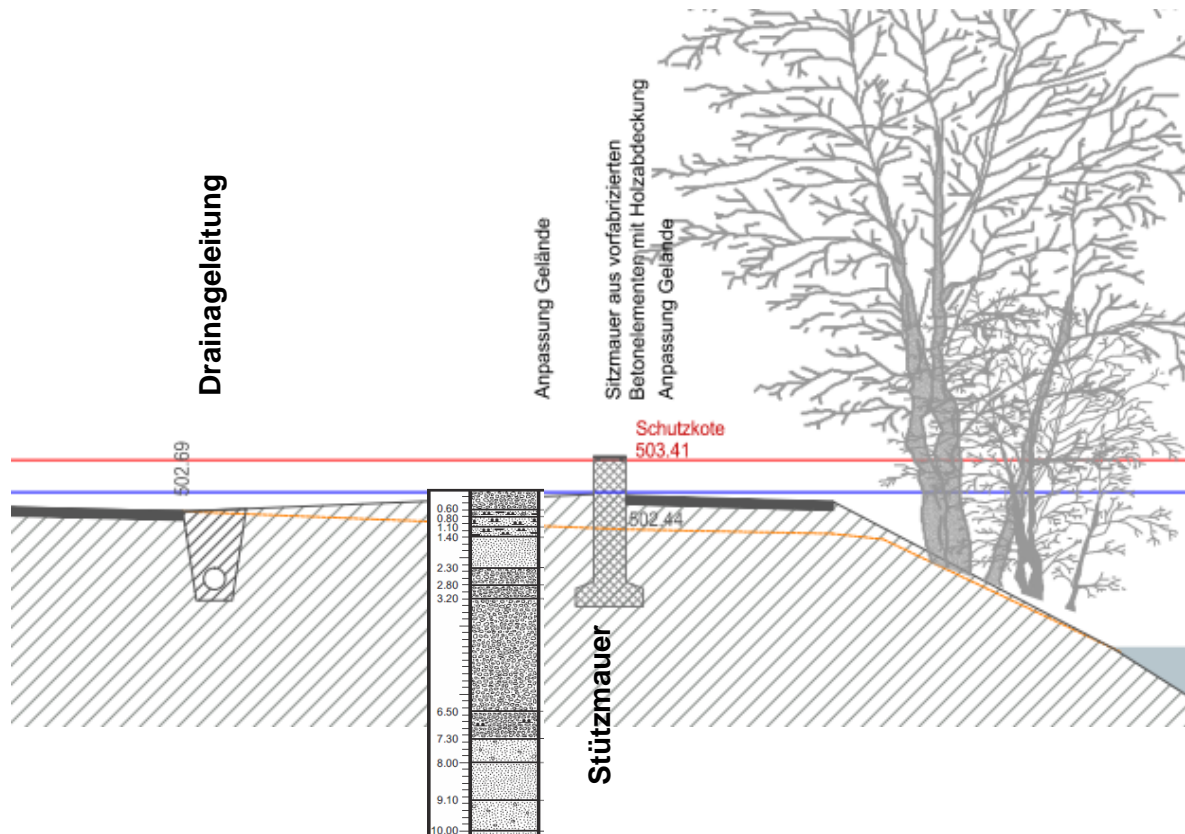 Drainageleitung
502.69
Anpassung Gelände
Sitzmauer aus vorfabrizierten
Betonelementen mit Holzabdeckung
Anpassung Gelände
Schutzkote
503.41
502.44
0.60
0.80
1.10
1.40
2.30
2.80
3.20
6.50
7.30
8.00
9.10
10.00
Stützmauer